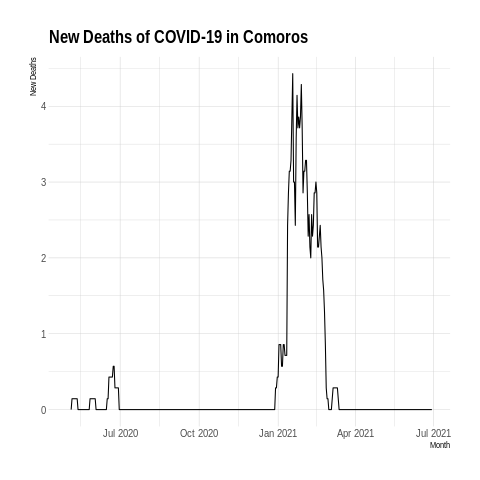 New Deaths of COVID-19 in Comoros
New Deaths
4
3
2
1
0
Jul 2020 Oct 2020 Jan 2021 Apr 2021 Jul 2021
Month